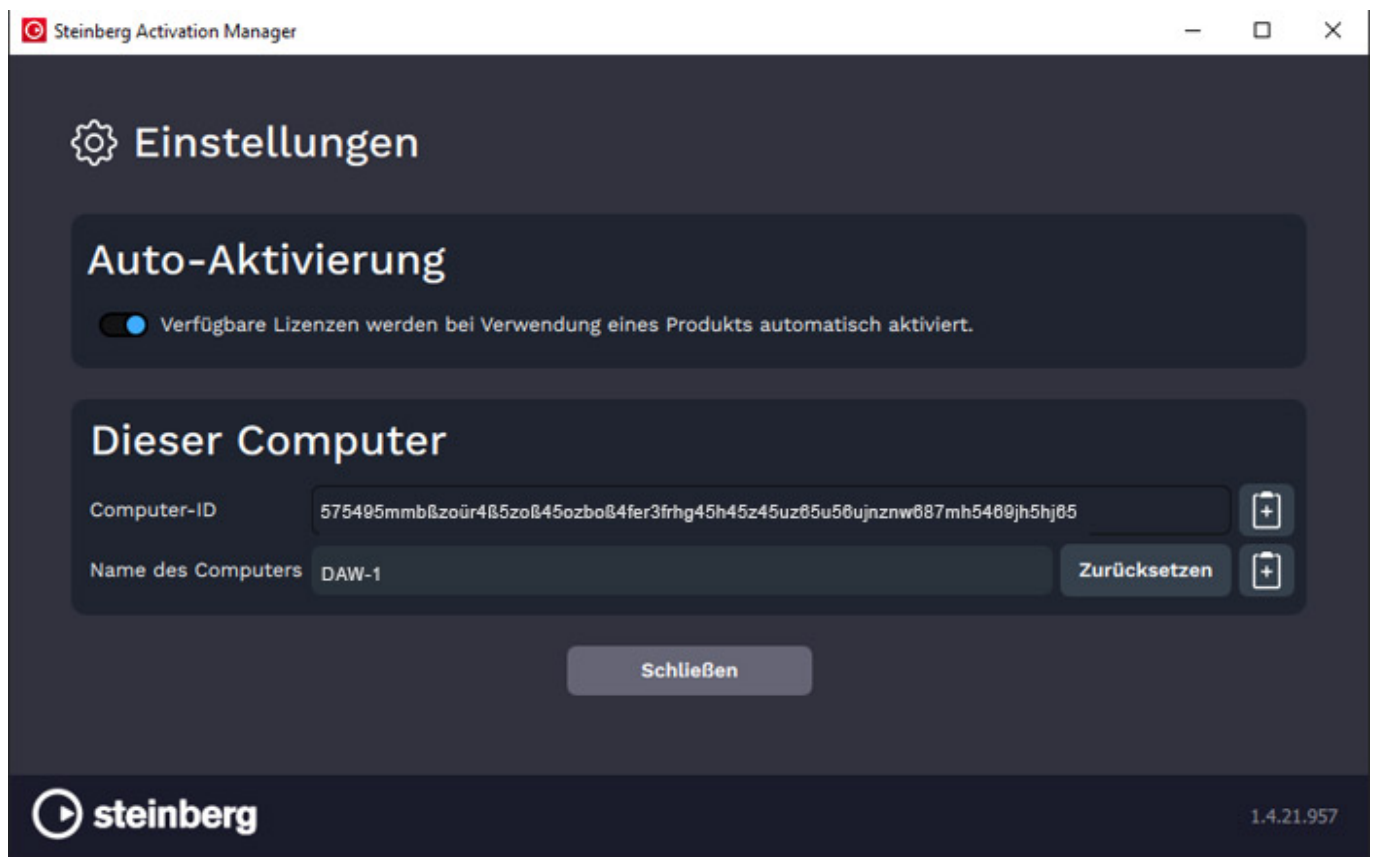 Steinberg Activation Manager
Einstellungen
Auto-Aktivierung
Verfügbare Lizenzen werden bei Verwendung eines Produkts automatisch aktiviert.
Dieser Computer
Computer-ID 575495mmbßzoür4ß5zoß45ozboß4fer3frhg45h45z45uz65u56ujnznw687mh5469jh5hj65
Name des Computers DAW-1 Zurücksetzen
Schließen
steinberg 1.4.21.957